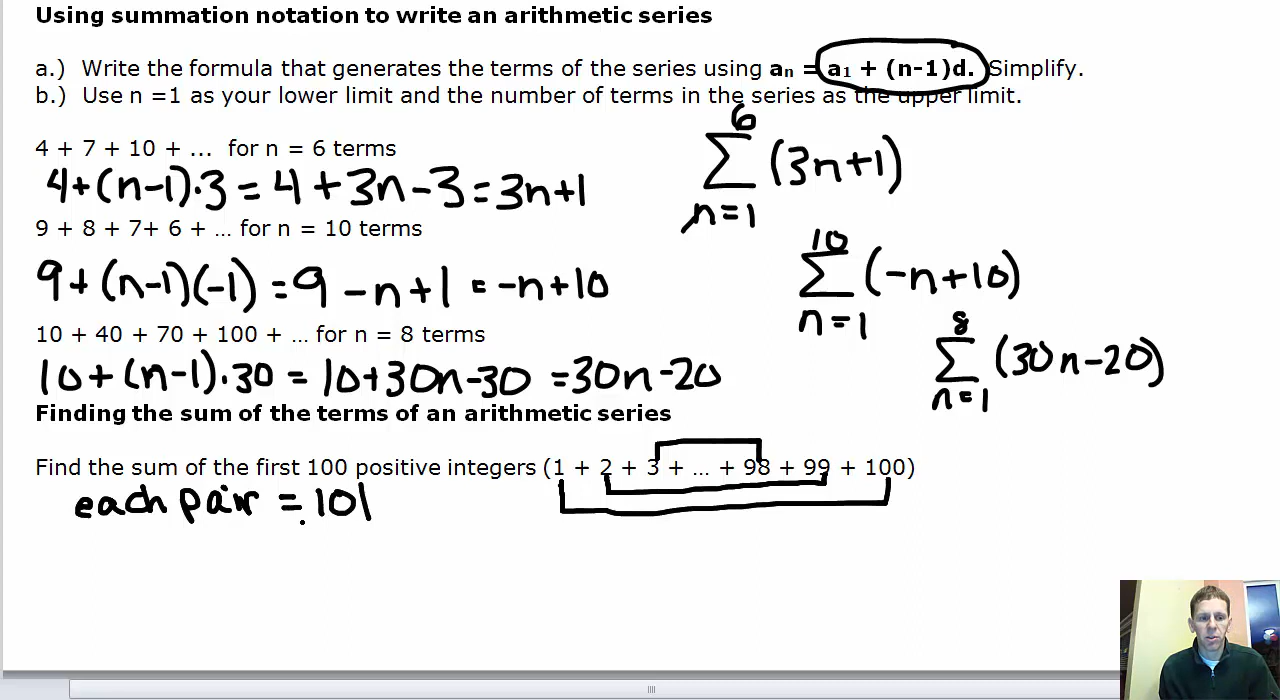 Using summation notation to write an arithmetic series
a.) Write the formula that generates the terms of the series using aₙ = a₁ + (n-1)d. Simplify.
b.) Use n =1 as your lower limit and the number of terms in the series as the upper limit.
4 + 7 + 10 + ... for n = 6 terms
4+(n-1)·3 = 4 + 3n - 3 = 3n+1
6
∑ (3n+1)
n=1
9 + 8 + 7+ 6 + ... for n = 10 terms
9+(n-1)(-1) = 9 - n + 1 = -n+10
10
∑ (-n+10)
n=1
10 + 40 + 70 + 100 + ... for n = 8 terms
10+(n-1)·30 = 10+30n-30 = 30n-20
8
∑ (30n-20)
n=1
Finding the sum of the terms of an arithmetic series
Find the sum of the first 100 positive integers (1 + 2 + 3 + ... + 98 + 99 + 100)
each pair = 101